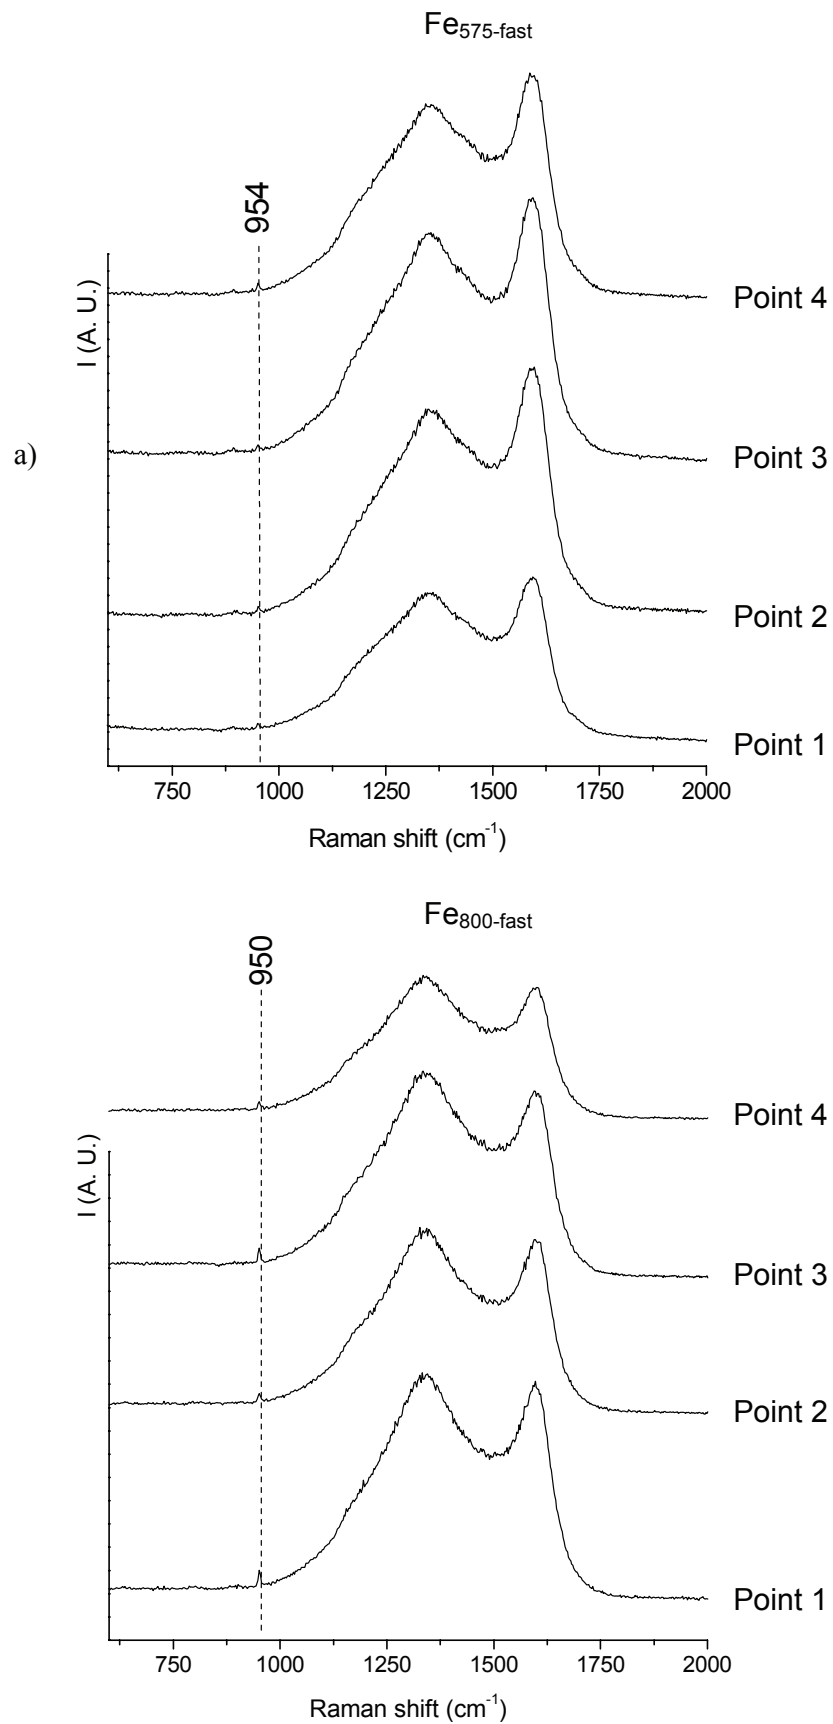 Fe575-fast
954
I (A. U.)
Point 4
a)
Point 3
Point 2
Point 1
750 1000 1250 1500 1750 2000
Raman shift (cm-1)
Fe800-fast
950
I (A. U.)
Point 4
Point 3
Point 2
Point 1
750 1000 1250 1500 1750 2000
Raman shift (cm-1)